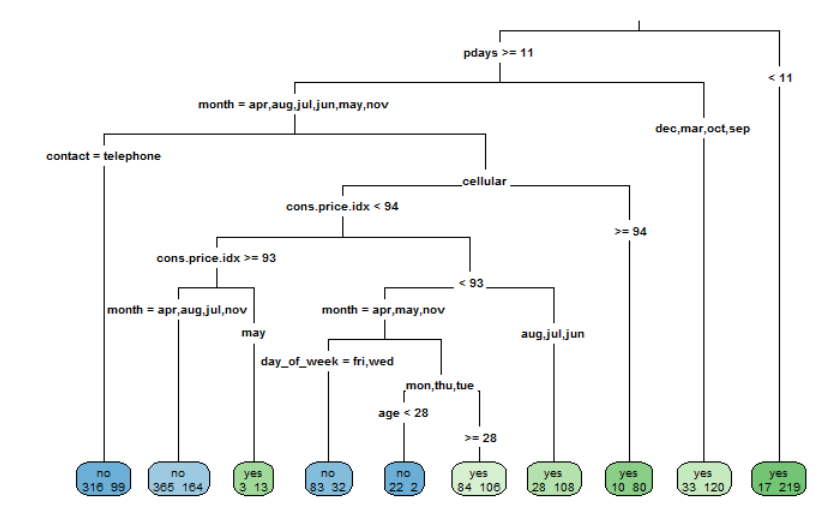 pdays >= 11
< 11
month = apr,aug,jul,jun,may,nov
dec,mar,oct,sep
contact = telephone
cellular
cons.price.idx < 94
>= 94
cons.price.idx >= 93
< 93
month = apr,aug,jul,nov
may
month = apr,may,nov
aug,jul,jun
day_of_week = fri,wed
mon,thu,tue
age < 28
>= 28
no
316 99
no
365 164
yes
3 13
no
83 32
no
22 2
yes
84 106
yes
28 108
yes
10 80
yes
33 120
yes
17 219